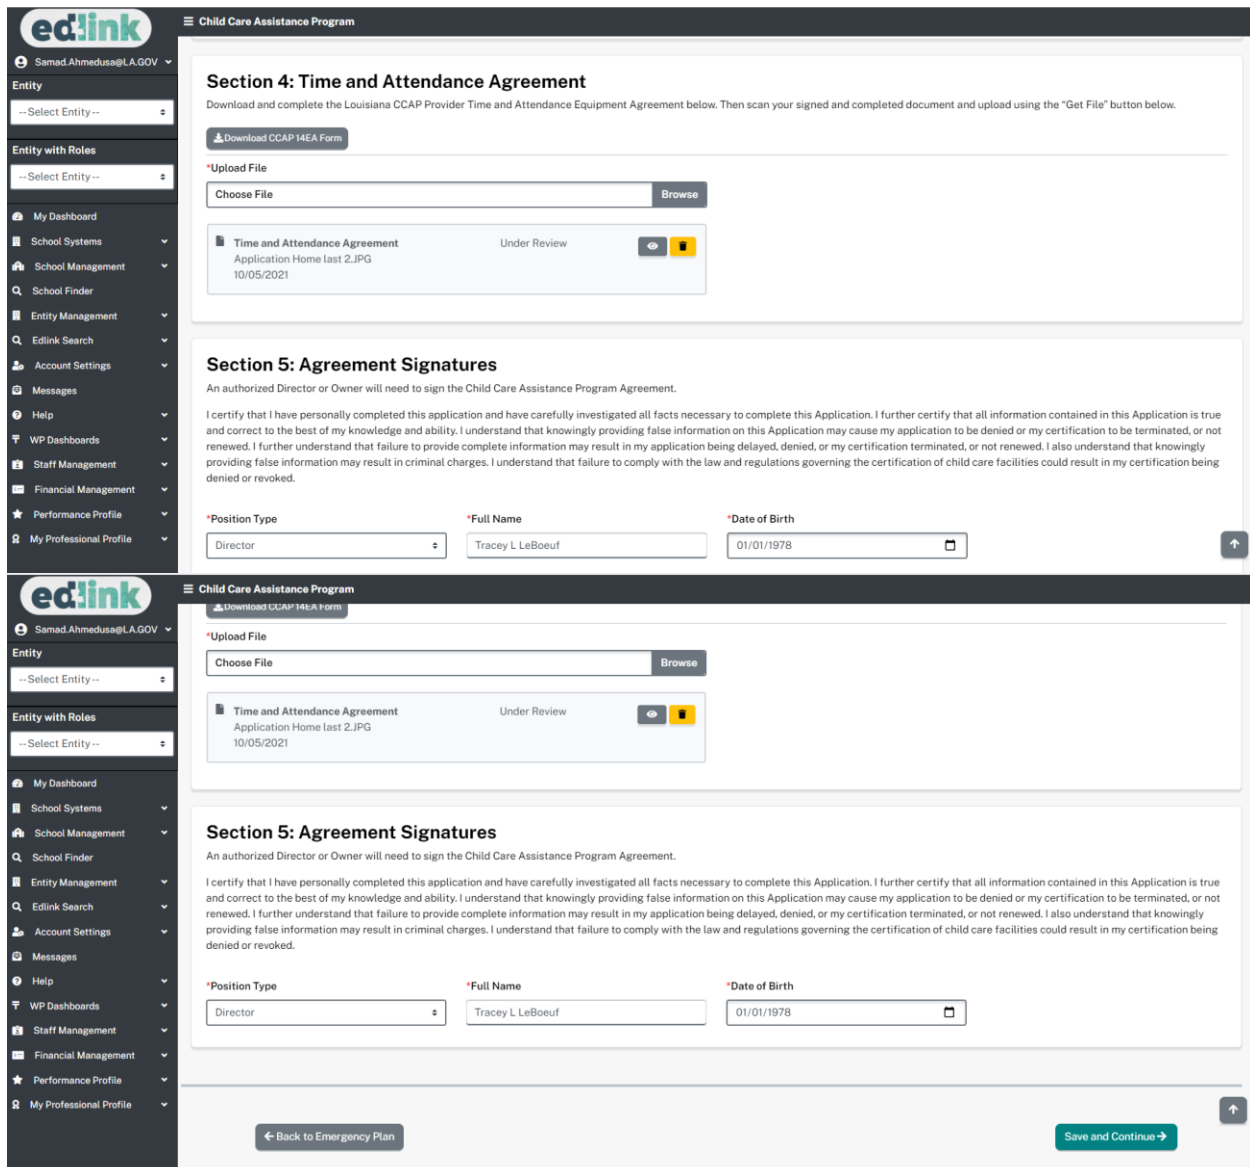 edlink
Samad.Ahmedusa@LA.GOV
Entity
--Select Entity--
Entity with Roles
--Select Entity--
My Dashboard
School Systems
School Management
School Finder
Entity Management
Edlink Search
Account Settings
Messages
Help
WP Dashboards
Staff Management
Financial Management
Performance Profile
My Professional Profile
Child Care Assistance Program
Section 4: Time and Attendance Agreement
Download and complete the Louisiana CCAP Provider Time and Attendance Equipment Agreement below. Then scan your signed and completed document and upload using the “Get File” button below.
Download CCAP 14EA Form
*Upload File
Choose File Browse
Time and Attendance Agreement Under Review
Application Home last 2.JPG
10/05/2021
Section 5: Agreement Signatures
An authorized Director or Owner will need to sign the Child Care Assistance Program Agreement.
I certify that I have personally completed this application and have carefully investigated all facts necessary to complete this Application. I further certify that all information contained in this Application is true
and correct to the best of my knowledge and ability. I understand that knowingly providing false information on this Application may cause my application to be denied or my certification to be terminated, or not
renewed. I further understand that failure to provide complete information may result in my application being delayed, denied, or my certification terminated, or not renewed. I also understand that knowingly
providing false information may result in criminal charges. I understand that failure to comply with the law and regulations governing the certification of child care facilities could result in my certification being
denied or revoked.
*Position Type *Full Name *Date of Birth
Director Tracey L LeBoeuf 01/01/1978
edlink
Samad.Ahmedusa@LA.GOV
Entity
--Select Entity--
Entity with Roles
--Select Entity--
My Dashboard
School Systems
School Management
School Finder
Entity Management
Edlink Search
Account Settings
Messages
Help
WP Dashboards
Staff Management
Financial Management
Performance Profile
My Professional Profile
Child Care Assistance Program
Download CCAP 14EA Form
*Upload File
Choose File Browse
Time and Attendance Agreement Under Review
Application Home last 2.JPG
10/05/2021
Section 5: Agreement Signatures
An authorized Director or Owner will need to sign the Child Care Assistance Program Agreement.
I certify that I have personally completed this application and have carefully investigated all facts necessary to complete this Application. I further certify that all information contained in this Application is true
and correct to the best of my knowledge and ability. I understand that knowingly providing false information on this Application may cause my application to be denied or my certification to be terminated, or not
renewed. I further understand that failure to provide complete information may result in my application being delayed, denied, or my certification terminated, or not renewed. I also understand that knowingly
providing false information may result in criminal charges. I understand that failure to comply with the law and regulations governing the certification of child care facilities could result in my certification being
denied or revoked.
*Position Type *Full Name *Date of Birth
Director Tracey L LeBoeuf 01/01/1978
Back to Emergency Plan Save and Continue